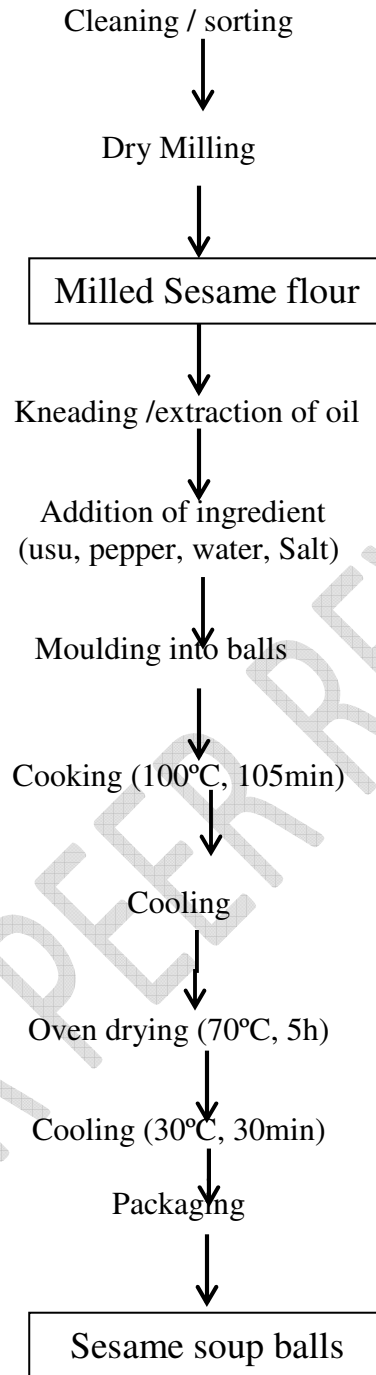 Cleaning / sorting
Dry Milling
Milled Sesame flour
Kneading /extraction of oil
Addition of ingredient
(usu, pepper, water, Salt)
Moulding into balls
Cooking (100ºC, 105min)
Cooling
Oven drying (70ºC, 5h)
Cooling (30ºC, 30min)
Packaging
Sesame soup balls